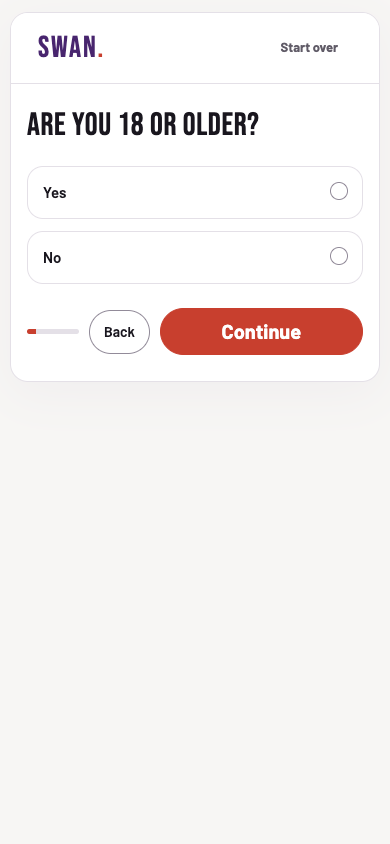 SWAN.
Start over
ARE YOU 18 OR OLDER?
Yes
No
Back
Continue